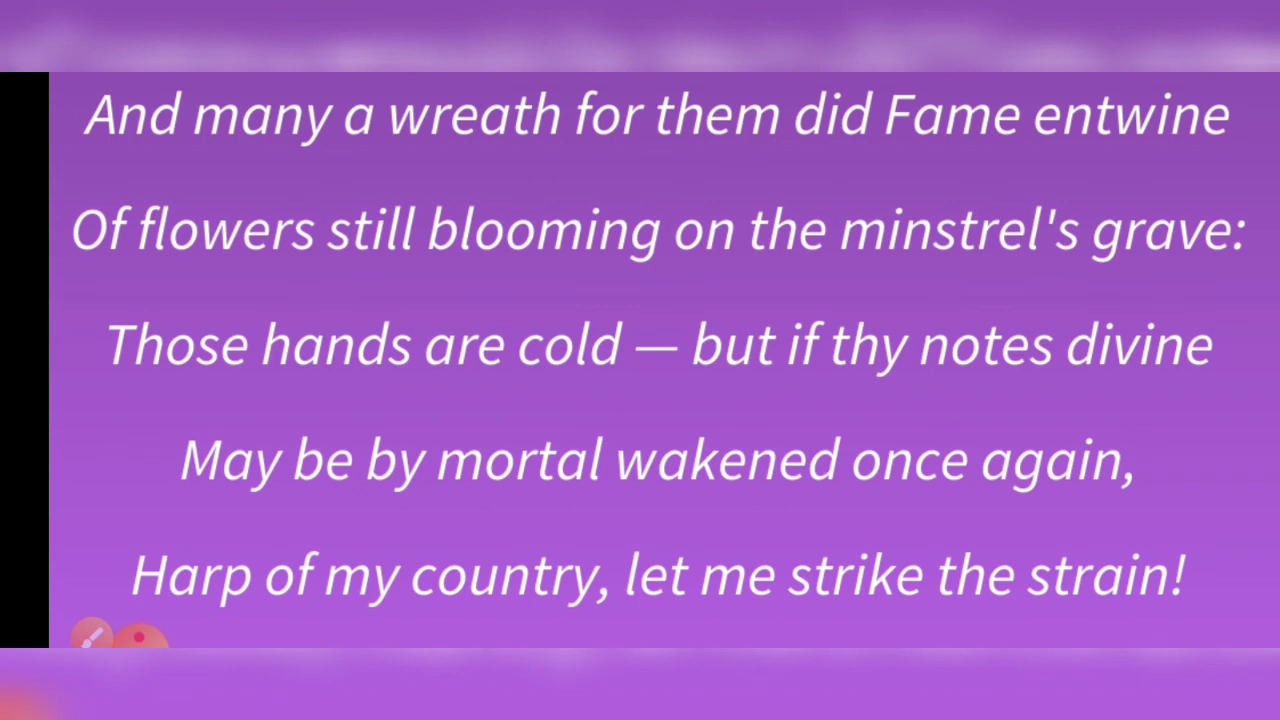 And many a wreath for them did Fame entwine
Of flowers still blooming on the minstrel's grave:
Those hands are cold — but if thy notes divine
May be by mortal wakened once again,
Harp of my country, let me strike the strain!